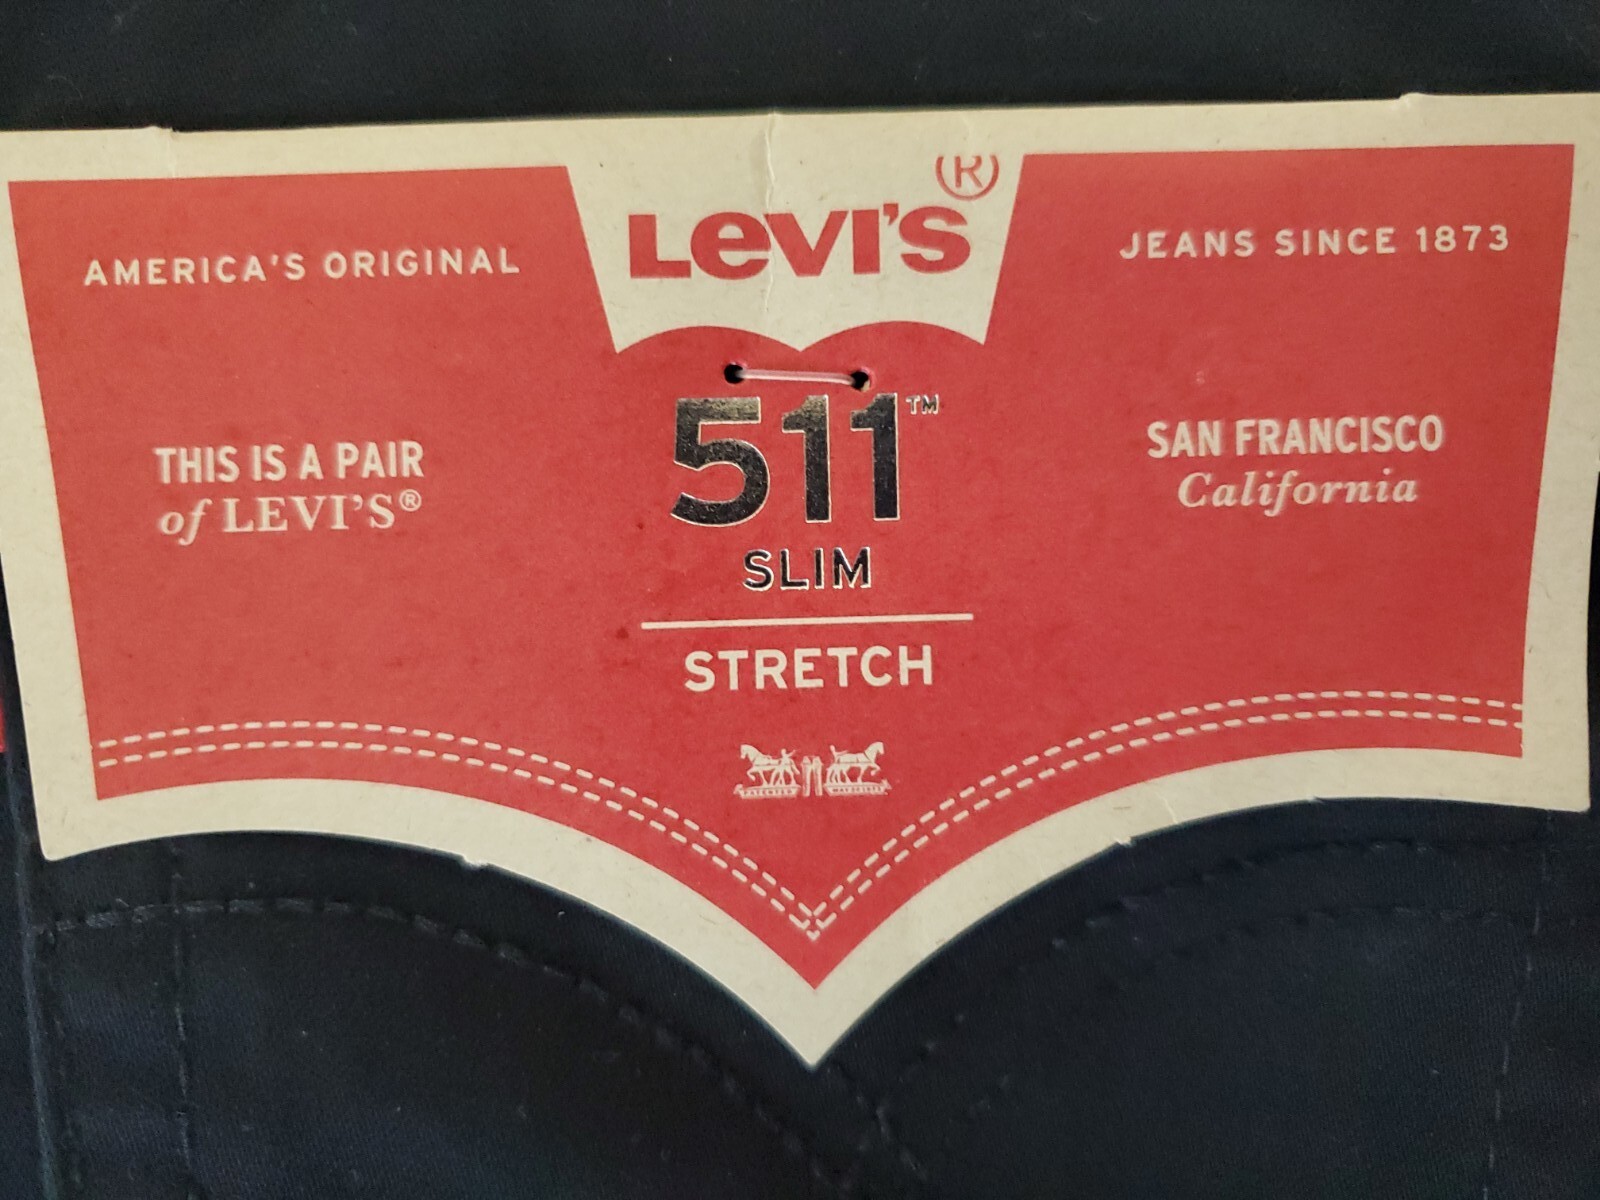 LEVI'S®
AMERICA'S ORIGINAL
JEANS SINCE 1873
THIS IS A PAIR
of LEVI'S®
511™
SLIM
STRETCH
SAN FRANCISCO
California